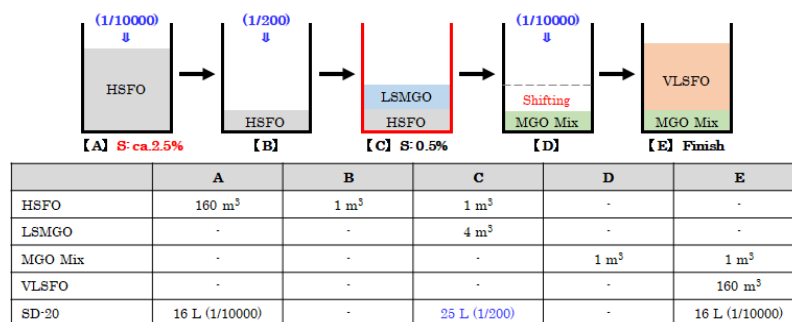 (1/10000) (1/200) (1/10000)
⇓ ⇓ ⇓
HSFO
HSFO
LSMGO
HSFO
Shifting
MGO Mix
VLSFO
MGO Mix
【A】 S: ca.2.5% 【B】 【C】 S: 0.5% 【D】 【E】 Finish
A B C D E
HSFO 160 m³ 1 m³ 1 m³ - -
LSMGO - - 4 m³ - -
MGO Mix - - - 1 m³ 1 m³
VLSFO - - - - 160 m³
SD-20 16 L (1/10000) - 25 L (1/200) - 16 L (1/10000)